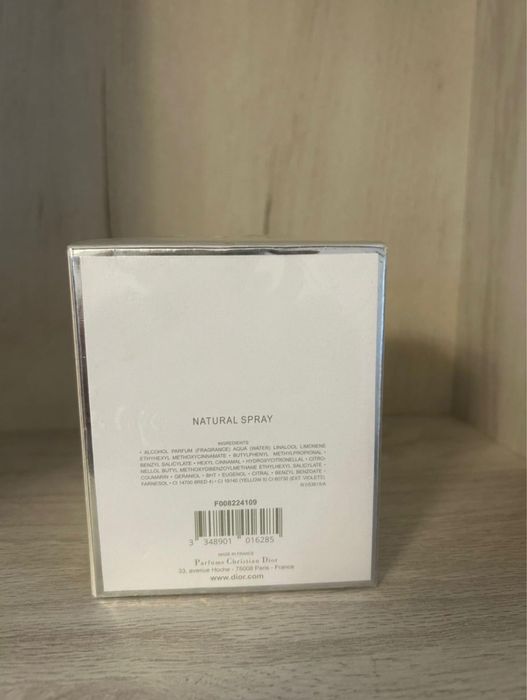 NATURAL SPRAY
INGREDIENTS
• ALCOHOL PARFUM (FRAGRANCE) AQUA (WATER) LINALOOL LIMONENE
ETHYHEXYL METHOXYCINNAMATE • BUTYLPHENYL METHYLPROPIONAL •
BENZYL SALICYLATE • HEXYL CINNAMAL • HYDROXYCITRONELLAL • CITRO-
NELLOL BUTYL METHOXYDIBENZOYLMETHANE ETHYLHEXYL SALICYLATE •
COUMARIN • GERANIOL • BHT • EUGENOL • CITRAL • BENZYL BENZOATE •
FARNESOL • CI 14700 (RED 4) • CI 19140 (YELLOW 5) CI 60730 (EXT VIOLET2)
F008224109
3 348901 016285
MADE IN FRANCE
Parfums Christian Dior
33, avenue Hoche - 75008 Paris - France
www.dior.com